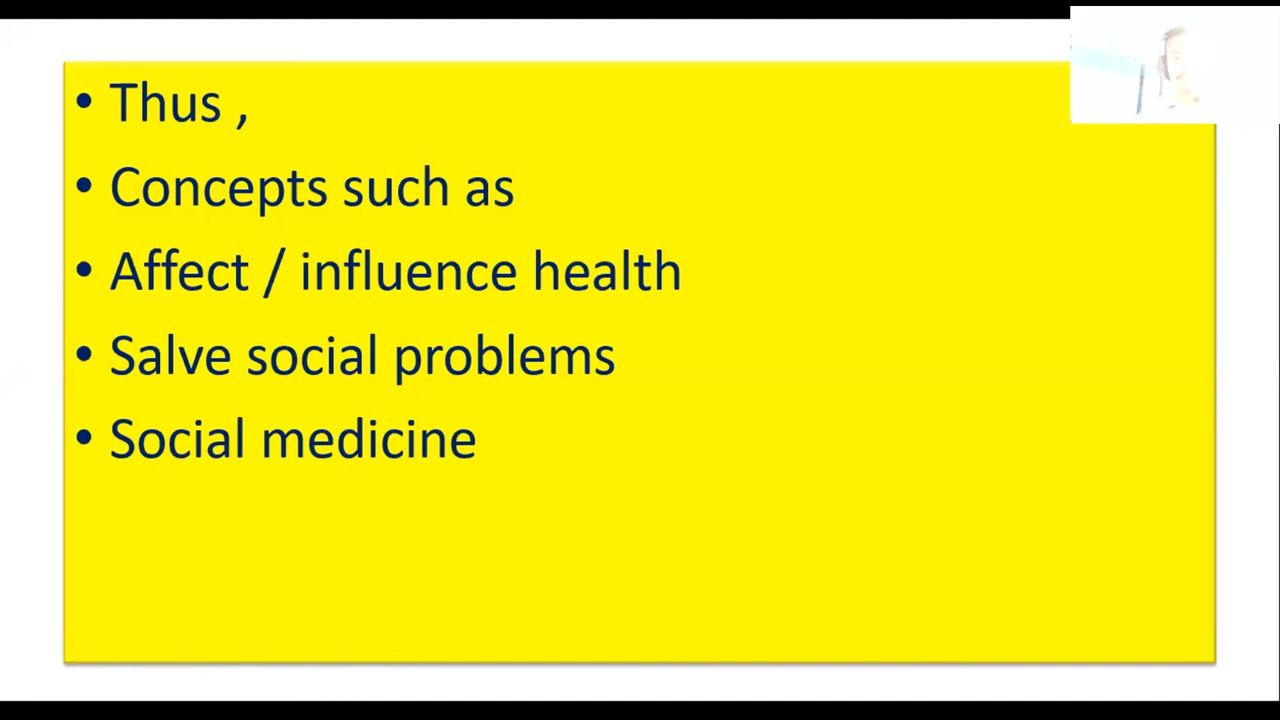 • Thus ,
• Concepts such as
• Affect / influence health
• Salve social problems
• Social medicine